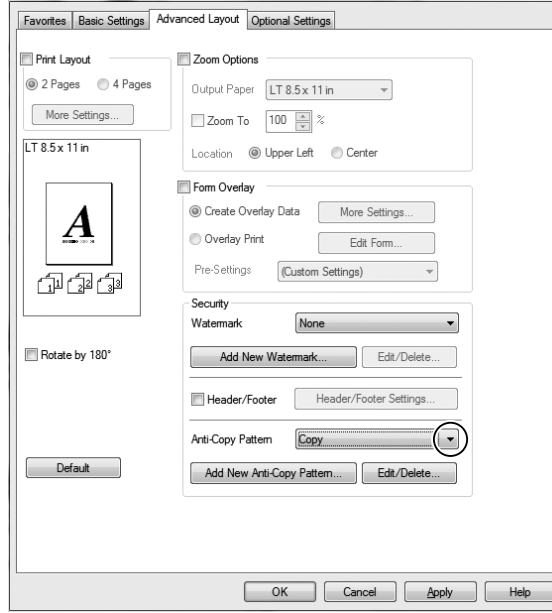 Favorites Basic Settings Advanced Layout Optional Settings
Print Layout
2 Pages 4 Pages
More Settings...
LT 8.5 x 11 in
A
1 1 2 2 3 3
Rotate by 180°
Default
Zoom Options
Output Paper LT 8.5 x 11 in
Zoom To 100 %
Location Upper Left Center
Form Overlay
Create Overlay Data More Settings...
Overlay Print Edit Form...
Pre-Settings (Custom Settings)
Security
Watermark None
Add New Watermark... Edit/Delete...
Header/Footer Header/Footer Settings...
Anti-Copy Pattern Copy
Add New Anti-Copy Pattern... Edit/Delete...
OK Cancel Apply Help